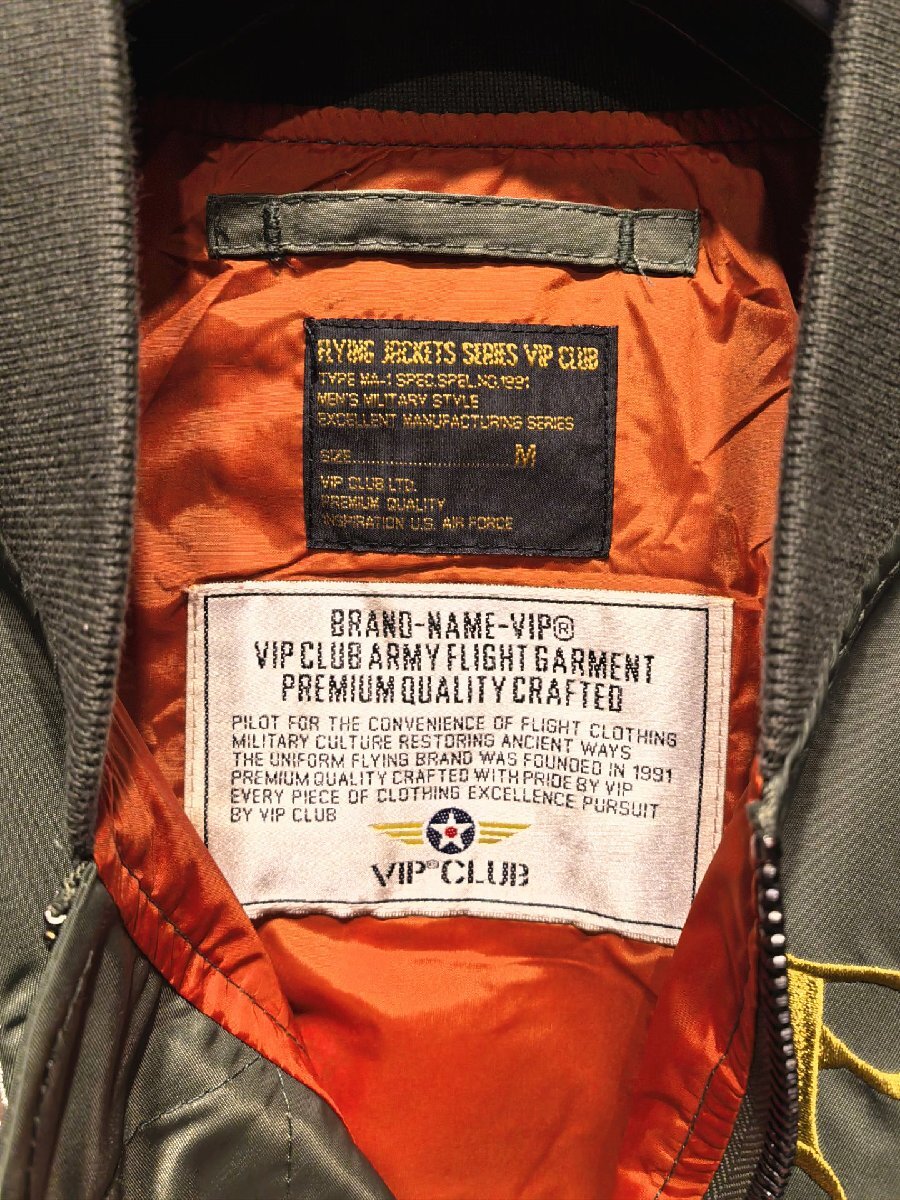 FLYING JACKETS SERIES VIP CLUB
TYPE MA-1 SPEC.SPEI.NO.1991
MEN'S MILITARY STYLE
EXCELLENT MANUFACTURING SERIES
SIZE........................M
VIP CLUB LTD.
PREMIUM QUALITY
INSPIRATION U.S. AIR FORCE
BRAND-NAME-VIP®
VIP CLUB ARMY FLIGHT GARMENT
PREMIUM QUALITY CRAFTED
PILOT FOR THE CONVENIENCE OF FLIGHT CLOTHING
MILITARY CULTURE RESTORING ANCIENT WAYS
THE UNIFORM FLYING BRAND WAS FOUNDED IN 1991
PREMIUM QUALITY CRAFTED WITH PRIDE BY VIP
EVERY PIECE OF CLOTHING EXCELLENCE PURSUIT
BY VIP CLUB
VIP®CLUB